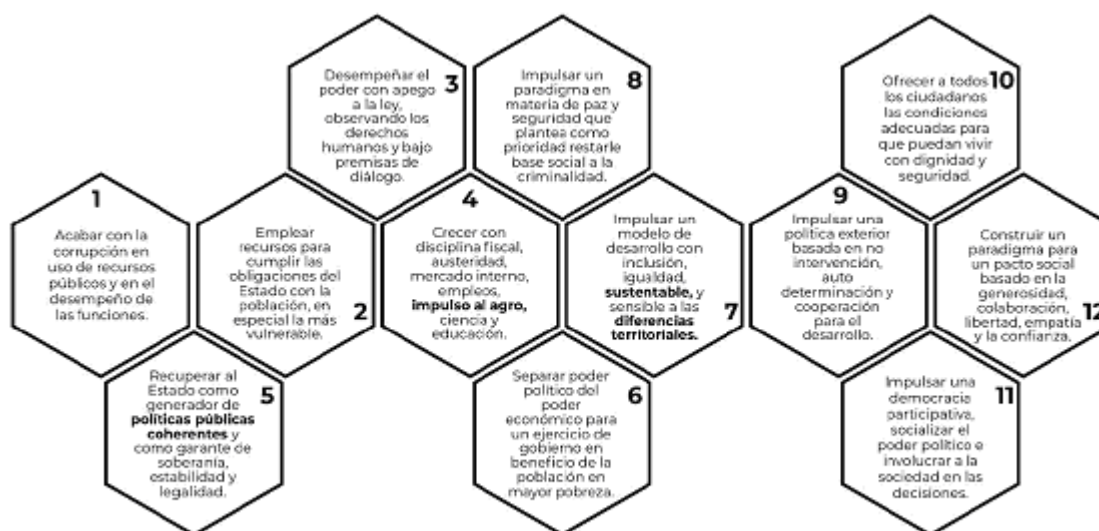 1
Acabar con la
corrupción en
uso de recursos
públicos y en el
desempeño de
las funciones.
Emplear
recursos para
cumplir las
obligaciones del
Estado con la
población, en
especial la más
vulnerable.
2
Desempeñar el
poder con apego
a la ley,
observando los
derechos
humanos y bajo
premisas de
diálogo.
3
4
Crecer con
disciplina fiscal,
austeridad,
mercado interno,
empleos,
impulso al agro,
ciencia y
educación.
Recuperar al
Estado como
generador de
políticas públicas
coherentes y
como garante de
soberanía,
estabilidad y
legalidad.
5
Separar poder
político del
poder
económico para
un ejercicio de
gobierno en
beneficio de la
población en
mayor pobreza.
6
Impulsar un
modelo de
desarrollo con
inclusión,
igualdad,
sustentable, y
sensible a las
diferencias
territoriales.
7
Impulsar un
paradigma en
materia de paz y
seguridad que
plantea como
prioridad restarle
base social a la
criminalidad.
8
9
Impulsar una
política exterior
basada en no
intervención,
auto
determinación y
cooperación
para el
desarrollo.
Ofrecer a todos
los ciudadanos
las condiciones
adecuadas para
que puedan vivir
con dignidad y
seguridad.
10
Impulsar una
democracia
participativa,
socializar el
poder político e
involucrar a la
sociedad en las
decisiones.
11
Construir un
paradigma para
un pacto social
basado en la
generosidad,
colaboración,
libertad, empatía
y la confianza.
12